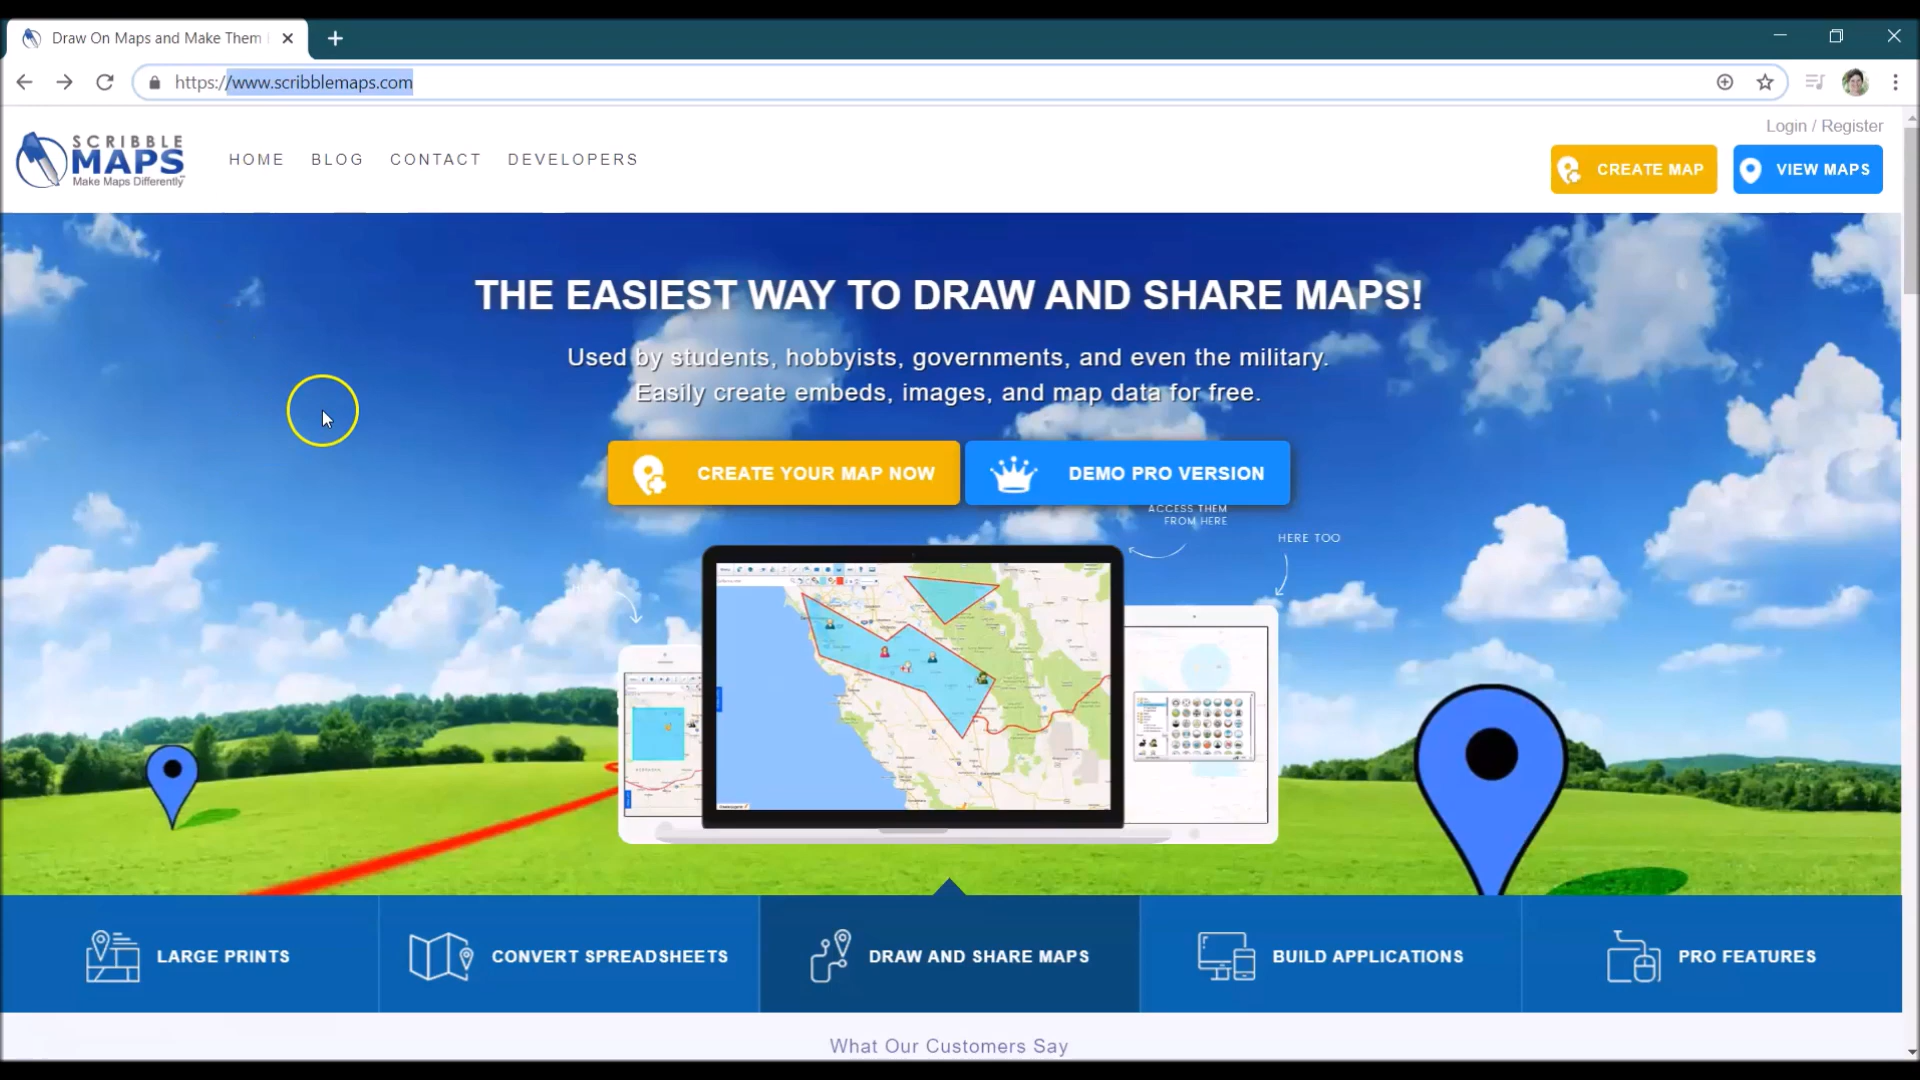 Draw On Maps and Make Them
https://www.scribblemaps.com
Login / Register
SCRIBBLE
MAPS
Make Maps Differently
HOME BLOG CONTACT DEVELOPERS
CREATE MAP
VIEW MAPS
THE EASIEST WAY TO DRAW AND SHARE MAPS!
Used by students, hobbyists, governments, and even the military.
Easily create embeds, images, and map data for free.
CREATE YOUR MAP NOW
DEMO PRO VERSION
ACCESS THEM
FROM HERE
HERE TOO
LARGE PRINTS
CONVERT SPREADSHEETS
DRAW AND SHARE MAPS
BUILD APPLICATIONS
PRO FEATURES
What Our Customers Say